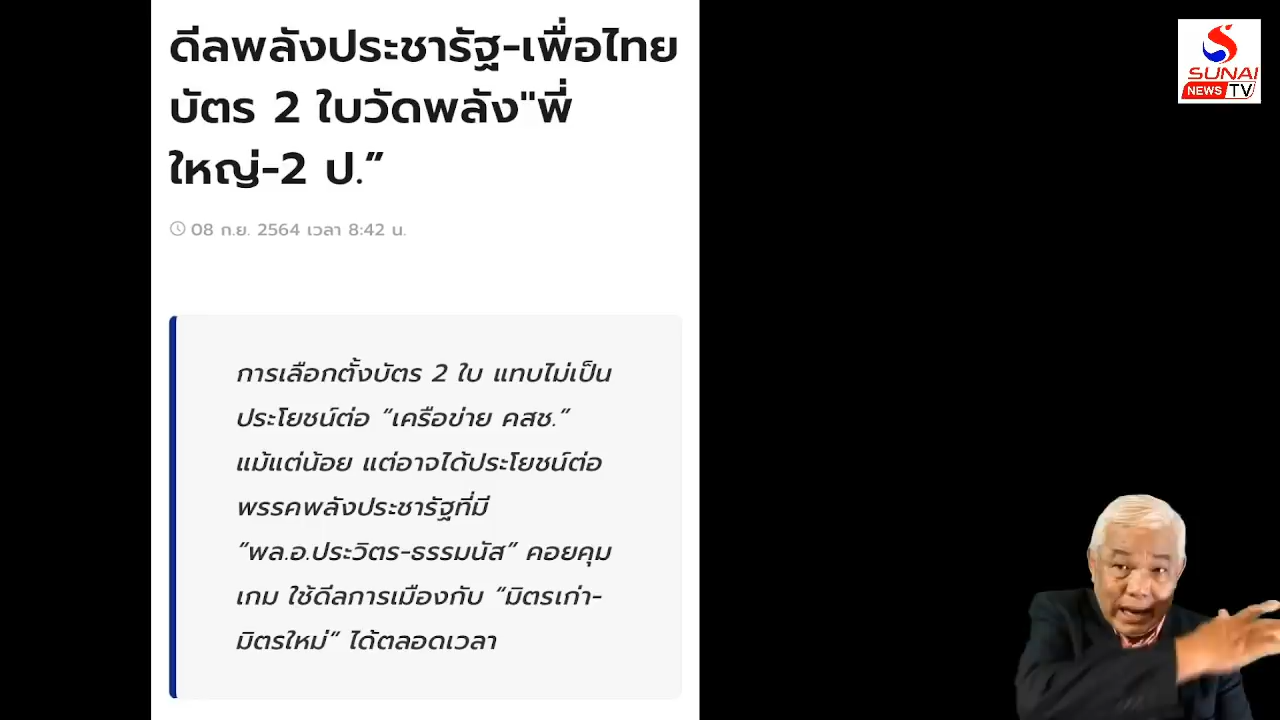 ดีลพลังประชารัฐ-เพื่อไทย
บัตร 2 ใบวัดพลัง"พี่
ใหญ่-2 ป.”
08 ก.ย. 2564 เวลา 8:42 น.
การเลือกตั้งบัตร 2 ใบ แทบไม่เป็น
ประโยชน์ต่อ “เครือข่าย คสช.“
แม้แต่น้อย แต่อาจได้ประโยชน์ต่อ
พรรคพลังประชารัฐที่มี
“พล.อ.ประวิตร-ธรรมนัส” คอยคุม
เกม ใช้ดีลการเมืองกับ “มิตรเก่า-
มิตรใหม่” ได้ตลอดเวลา
SUNAI
NEWS TV